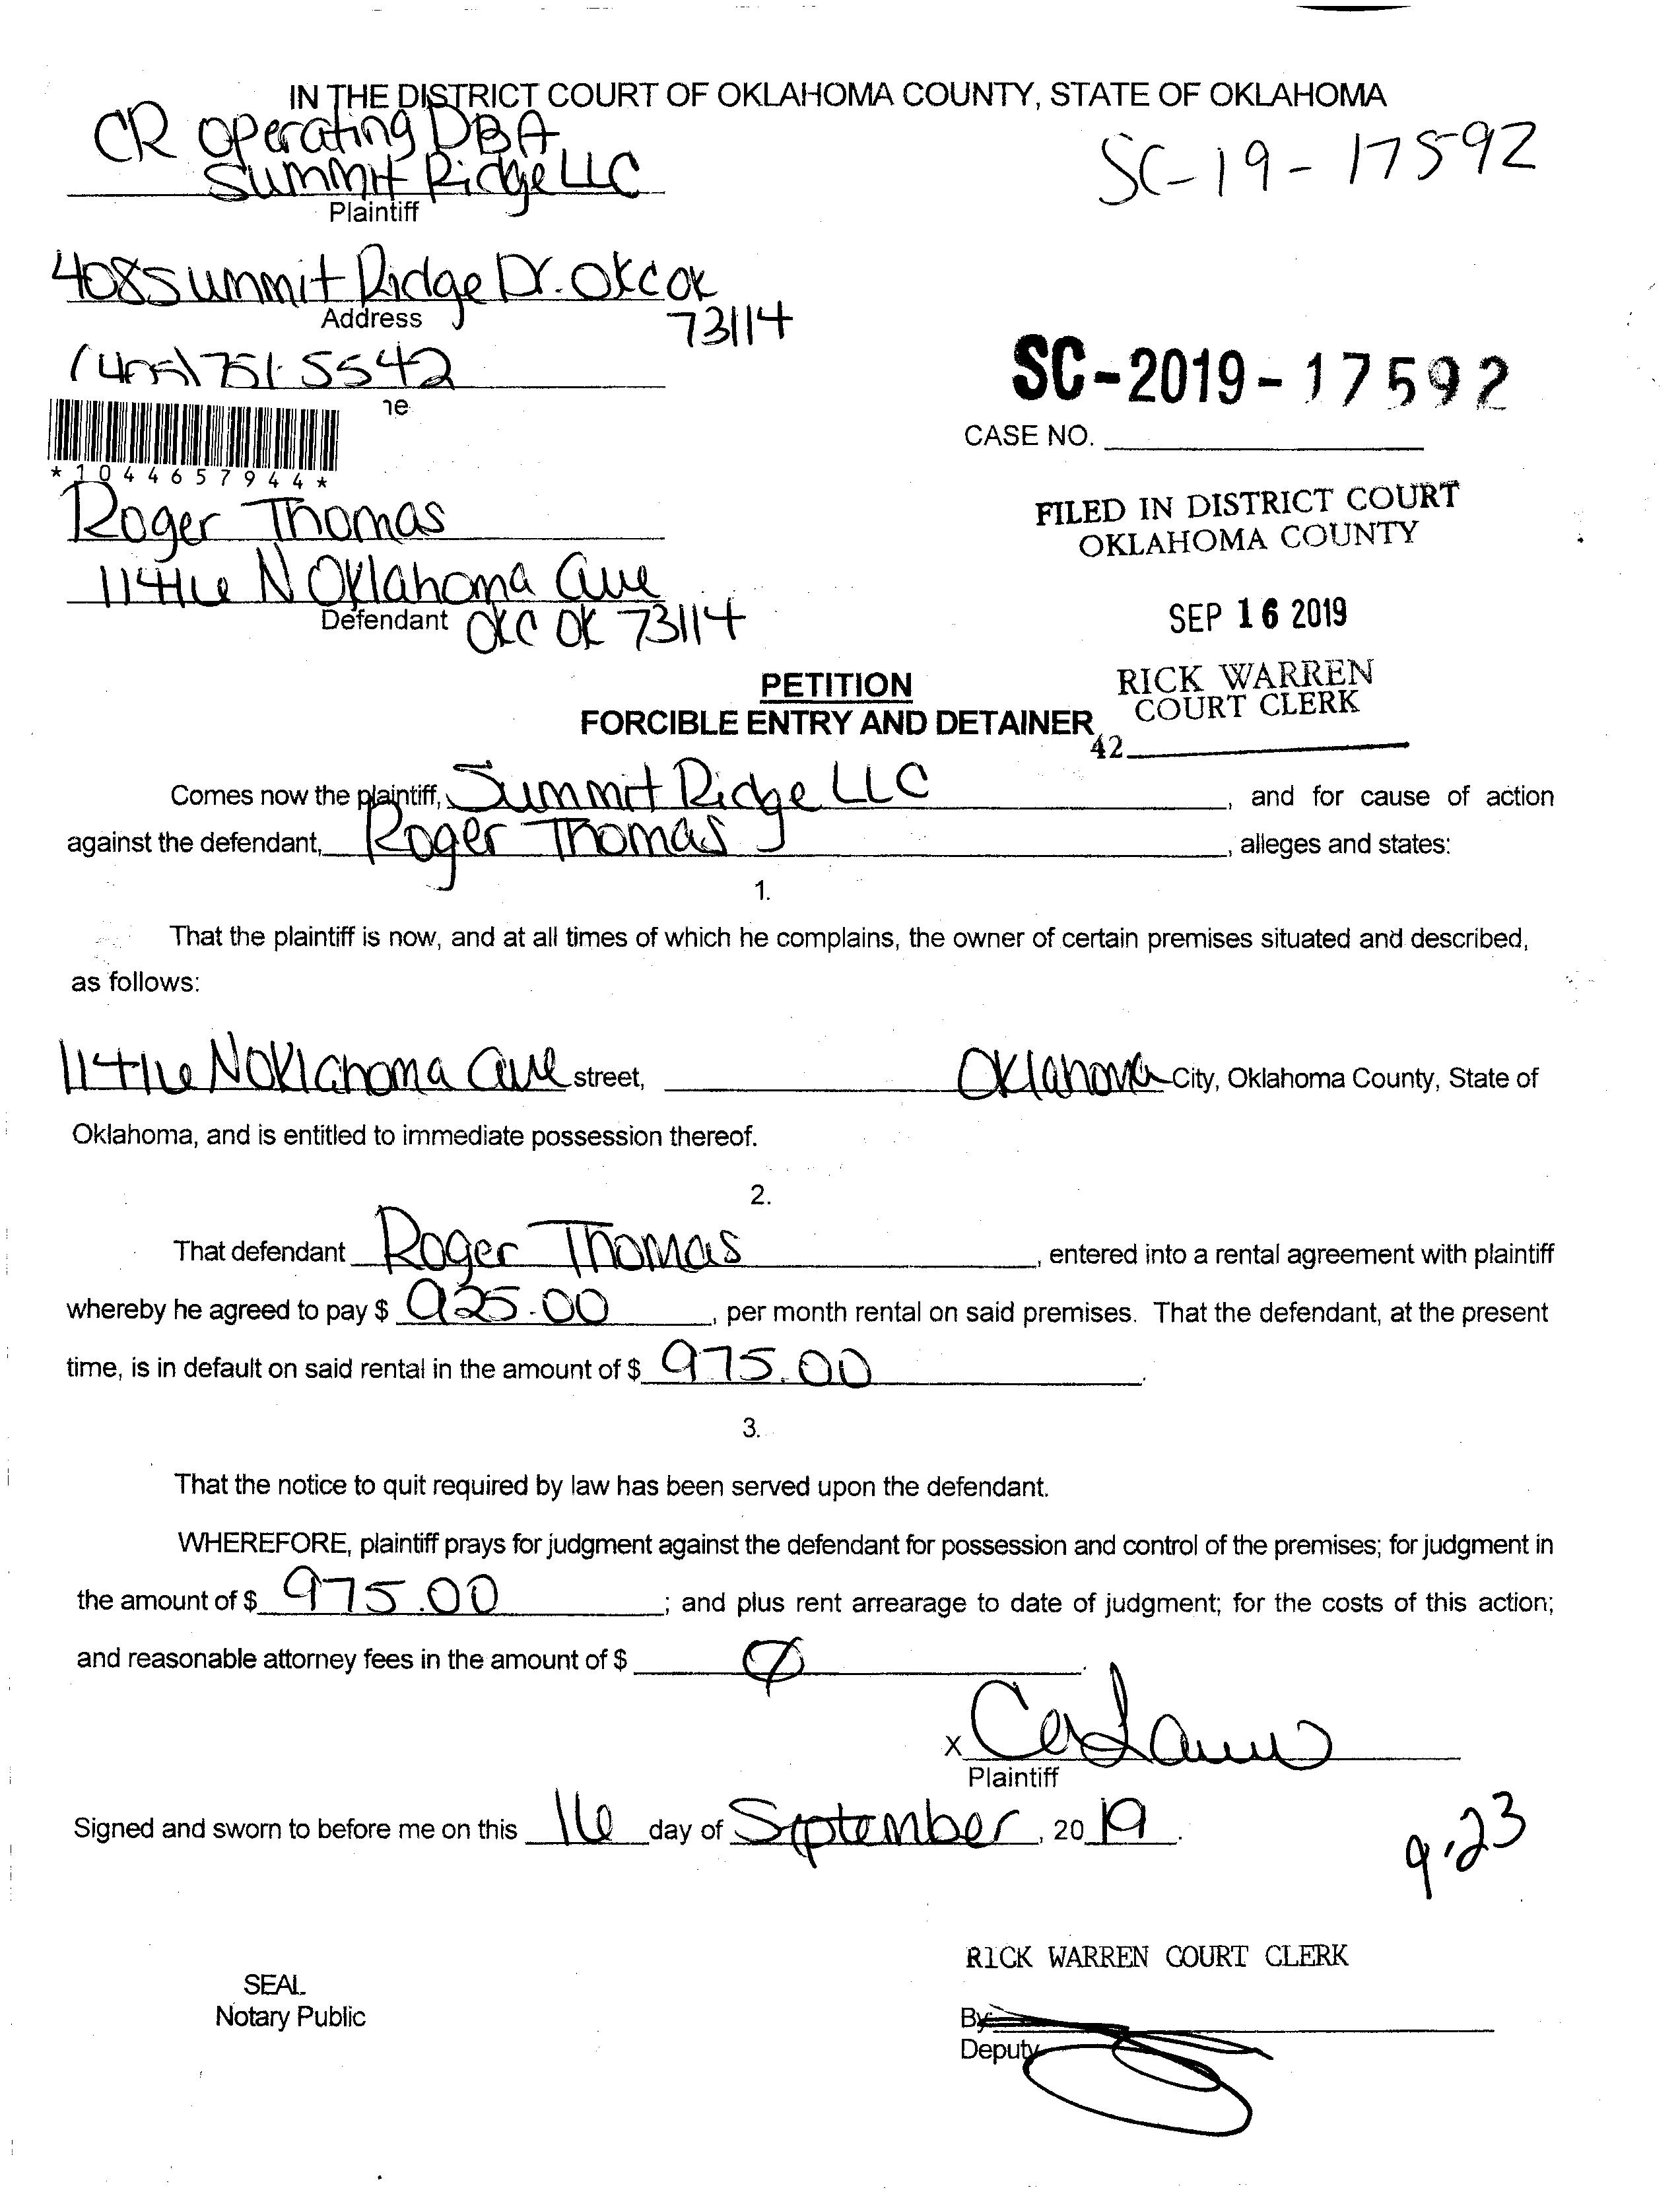 IN THE DISTRICT COURT OF OKLAHOMA COUNTY, STATE OF OKLAHOMA
CR Operating DBA
Summit Ridge LLC
Plaintiff
SC-19-17592
408 Summit Ridge Dr. OKC OK
Address
73114
(405) 751-5542
ne
SC-2019-17592
CASE NO.
*1044657944*
Roger Thomas
FILED IN DISTRICT COURT
OKLAHOMA COUNTY
11416 N Oklahoma Ave
Defendant
OKC OK 73114
SEP 16 2019
PETITION
FORCIBLE ENTRY AND DETAINER
RICK WARREN
COURT CLERK
42
Comes now the plaintiff, Summit Ridge LLC, and for cause of action
against the defendant, Roger Thomas, alleges and states:
1.
That the plaintiff is now, and at all times of which he complains, the owner of certain premises situated and described,
as follows:
11416 N Oklahoma Ave street, Oklahoma City, Oklahoma County, State of
Oklahoma, and is entitled to immediate possession thereof.
2.
That defendant Roger Thomas, entered into a rental agreement with plaintiff
whereby he agreed to pay $ 925.00, per month rental on said premises. That the defendant, at the present
time, is in default on said rental in the amount of $ 975.00.
3.
That the notice to quit required by law has been served upon the defendant.
WHEREFORE, plaintiff prays for judgment against the defendant for possession and control of the premises; for judgment in
the amount of $ 975.00; and plus rent arrearage to date of judgment; for the costs of this action;
and reasonable attorney fees in the amount of $ 0.
X
Plaintiff
Signed and sworn to before me on this 16 day of September, 2019.
9.23
RICK WARREN COURT CLERK
SEAL
Notary Public
By
Deputy